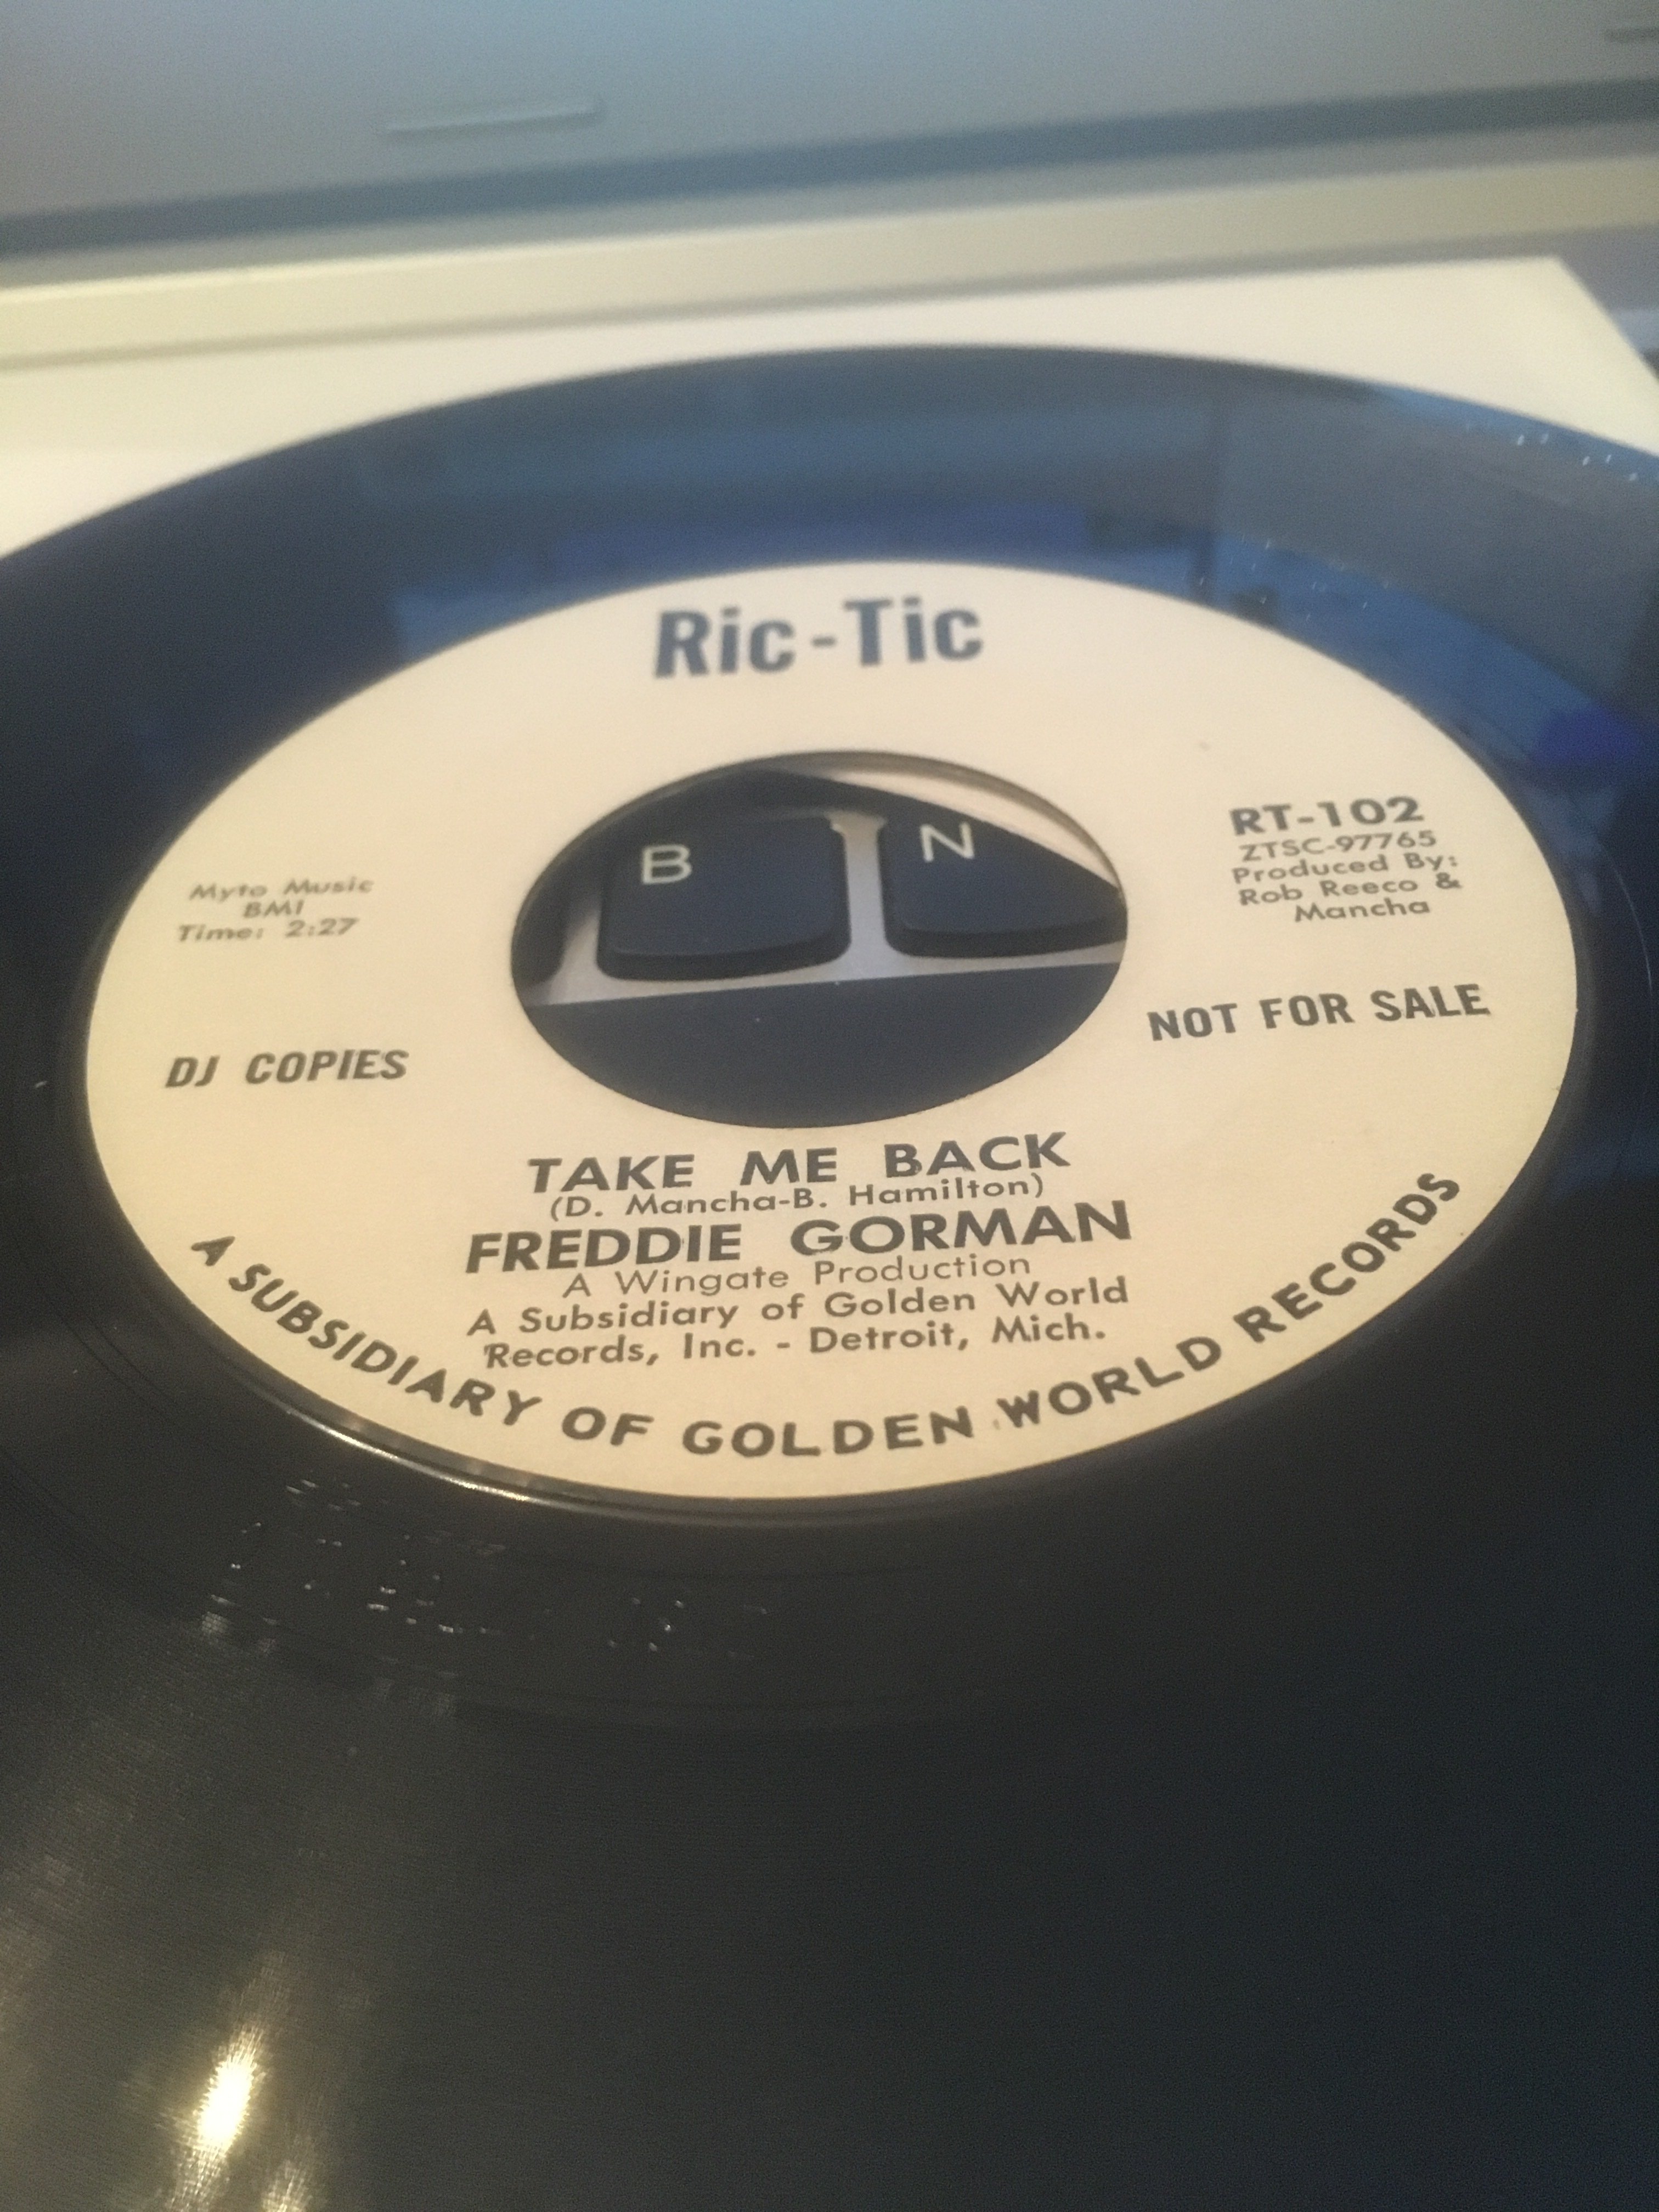 Ric-Tic
B N
RT-102
ZTSC-97765
Produced By:
Rob Reeco &
Mancha
Myto Music
BMI
Time: 2:27
NOT FOR SALE
DJ COPIES
TAKE ME BACK
(D. Mancha-B. Hamilton)
FREDDIE GORMAN
A Wingate Production
A Subsidiary of Golden World
Records, Inc. - Detroit, Mich.
A SUBSIDIARY OF GOLDEN WORLD RECORDS